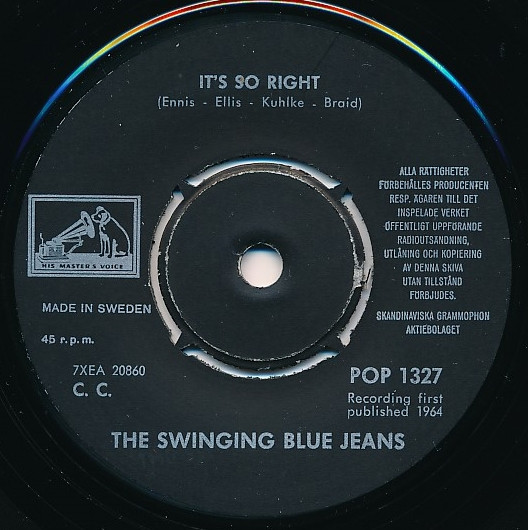 IT'S SO RIGHT
(Ennis - Ellis - Kuhlke - Braid)
HIS MASTER'S VOICE
MADE IN SWEDEN
45 r.p.m.
7XEA 20860
C. C.
ALLA RÄTTIGHETER
FÖRBEHÅLLES PRODUCENTEN
RESP. ÄGAREN TILL DET
INSPELADE VERKET
OFFENTLIGT UPPFÖRANDE
RADIOUTSÄNDNING,
UTLÅNING OCH KOPIERING
AV DENNA SKIVA
UTAN TILLSTÅND
FÖRBJUDES.
SKANDINAVISKA GRAMMOPHON
AKTIEBOLAGET
POP 1327
Recording first
published 1964
THE SWINGING BLUE JEANS